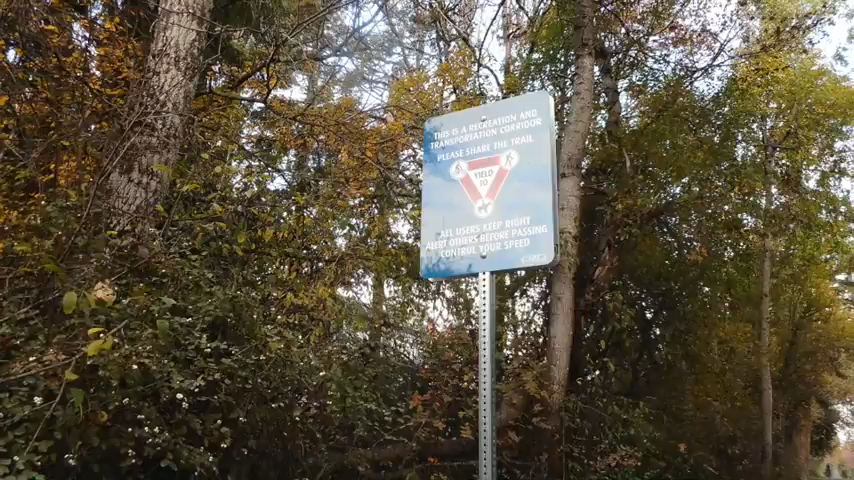 THIS IS A RECREATION AND
TRANSPORTATION CORRIDOR
PLEASE SHARE THE TRAIL
YIELD
TO
ALL USERS KEEP RIGHT
ALERT OTHERS BEFORE PASSING
CONTROL YOUR SPEED